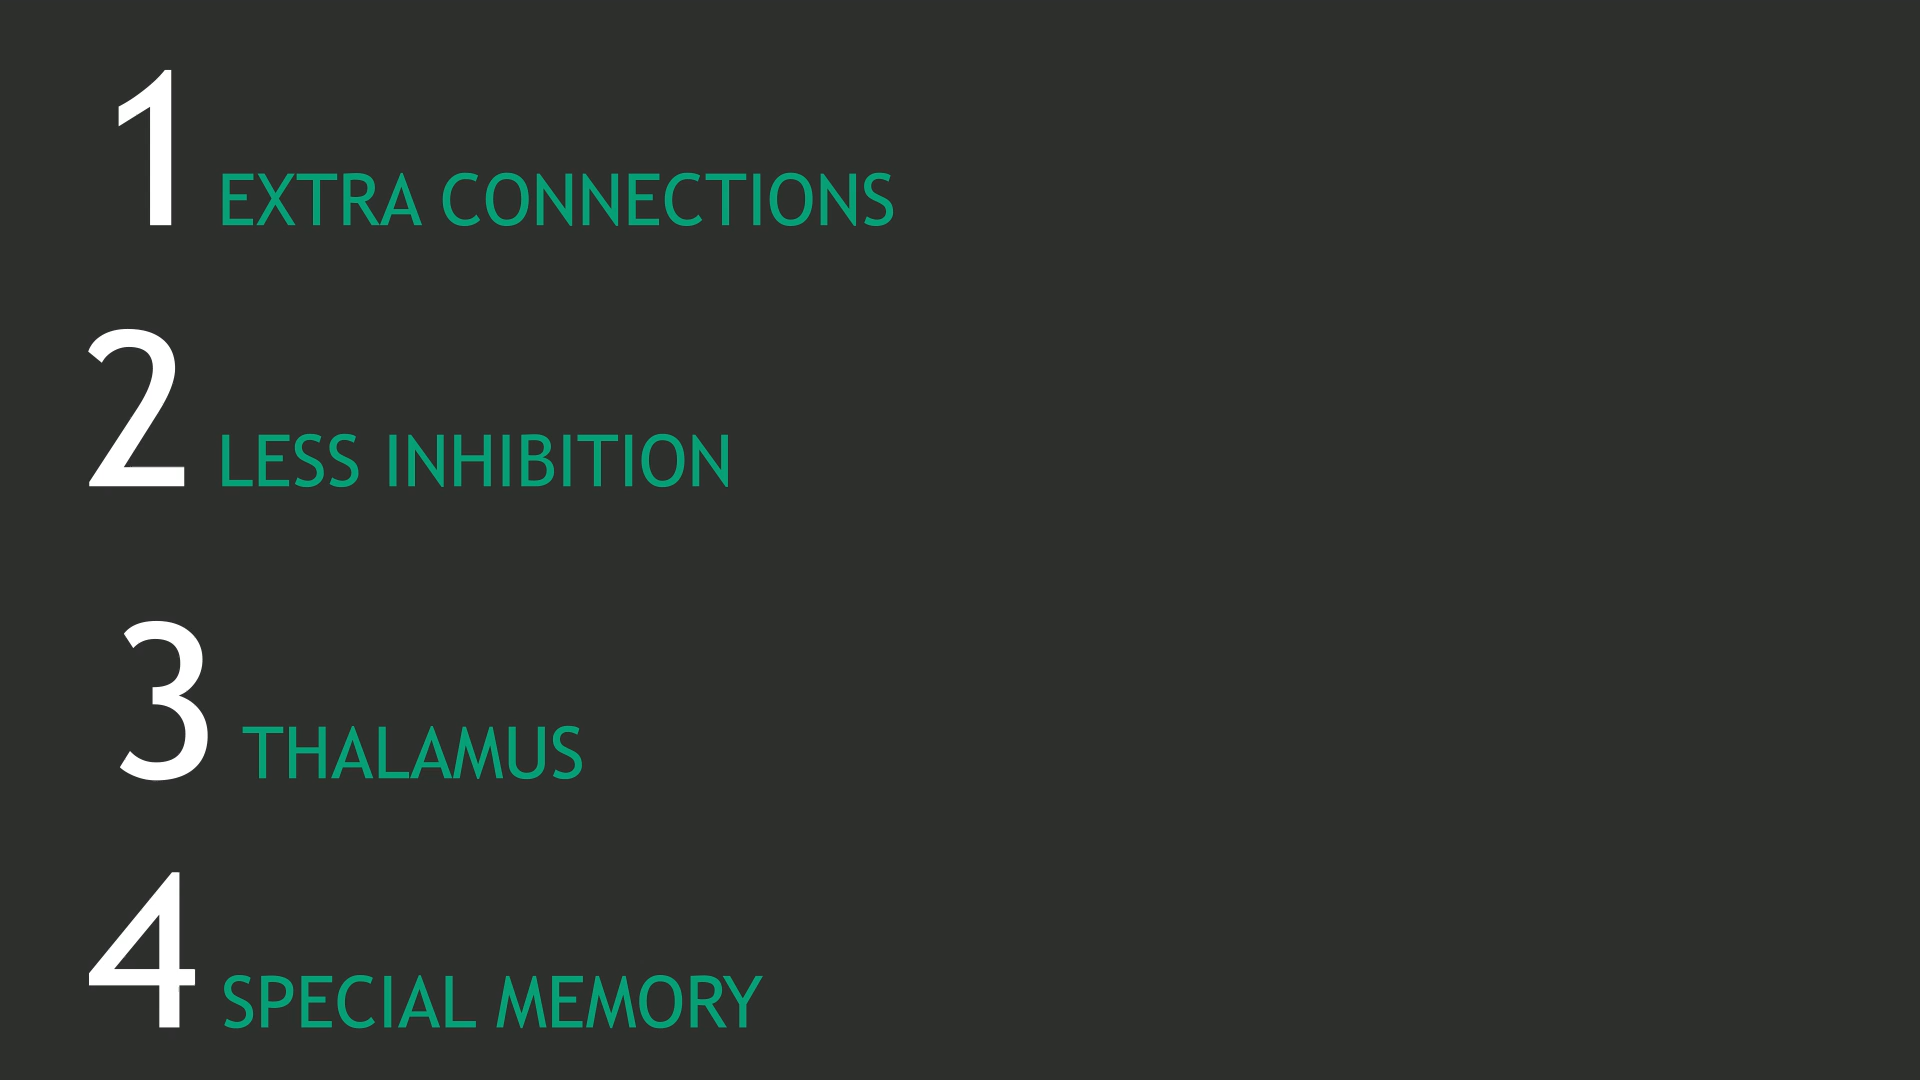 1 EXTRA CONNECTIONS
2 LESS INHIBITION
3 THALAMUS
4 SPECIAL MEMORY